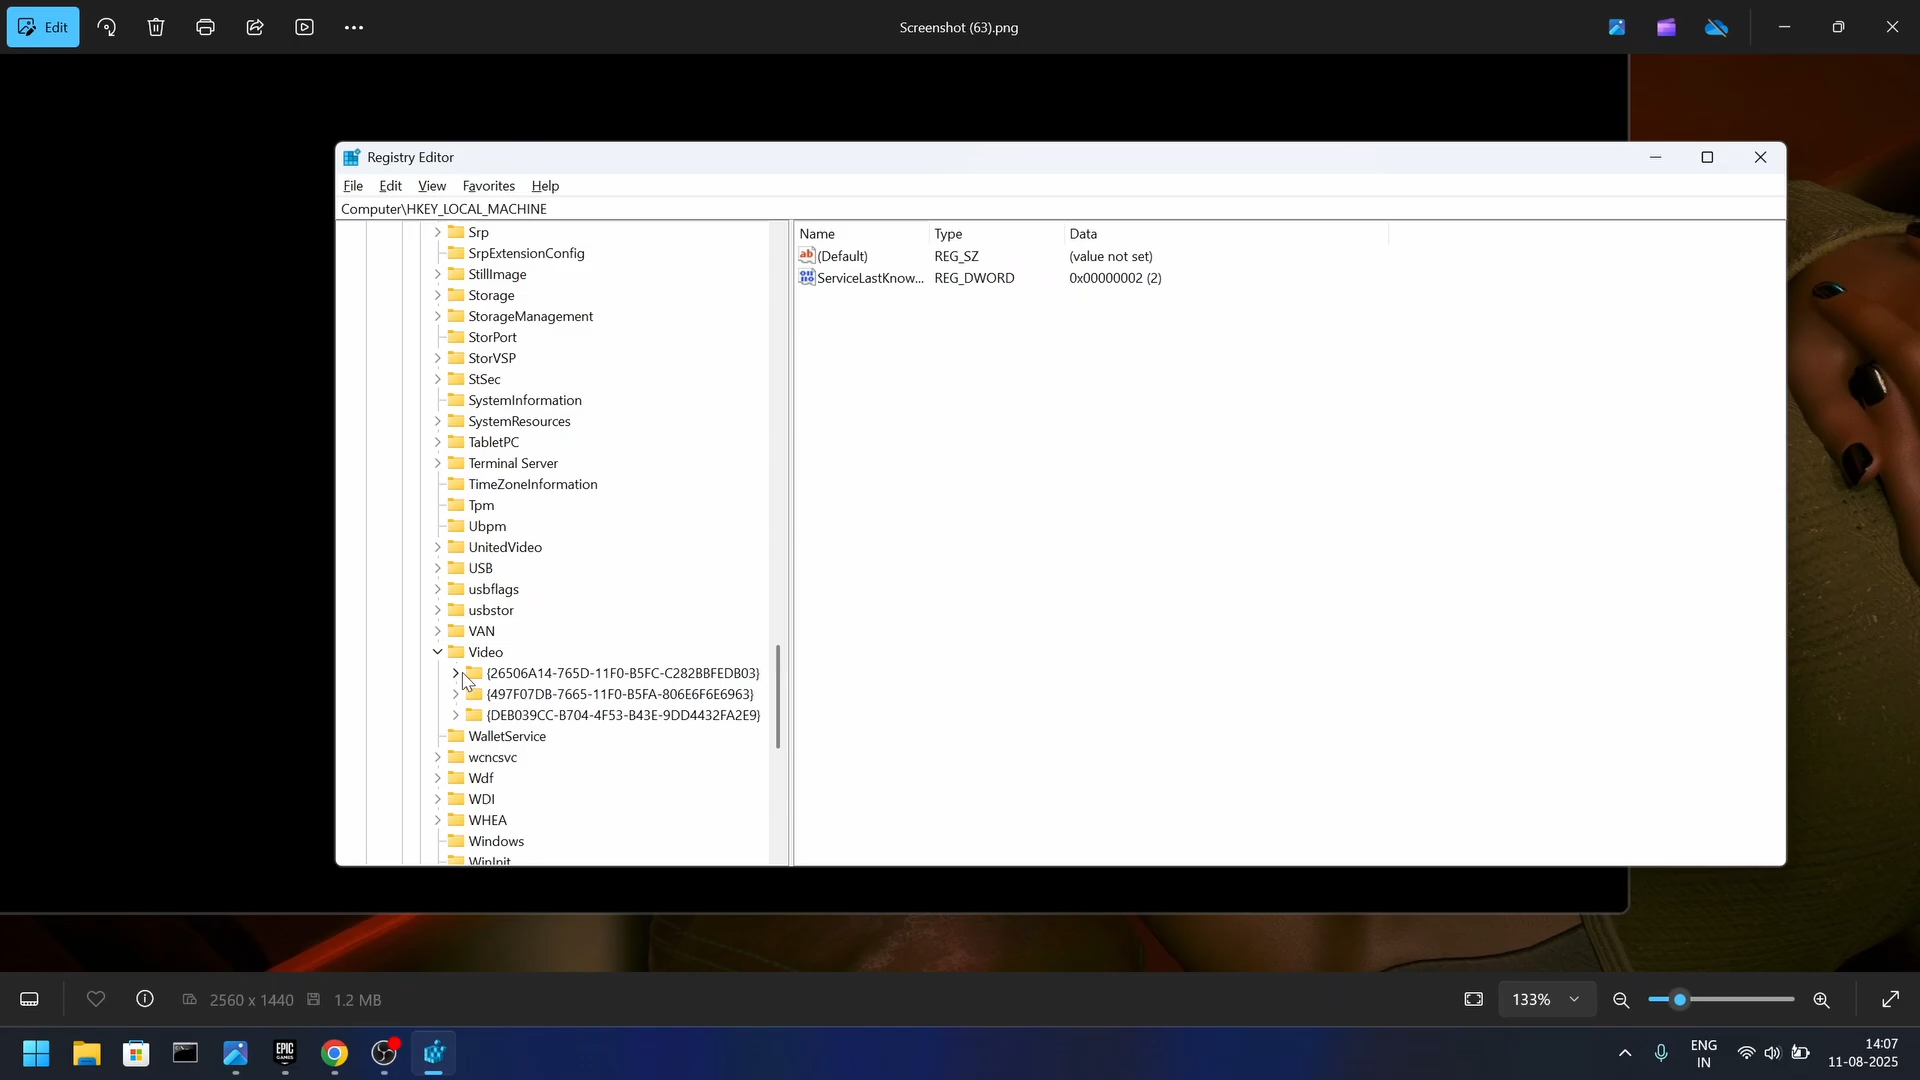 Edit
Screenshot (63).png
Registry Editor
File Edit View Favorites Help
Computer\HKEY_LOCAL_MACHINE
Srp
SrpExtensionConfig
StillImage
Storage
StorageManagement
StorPort
StorVSP
StSec
SystemInformation
SystemResources
TabletPC
Terminal Server
TimeZoneInformation
Tpm
Ubpm
UnitedVideo
USB
usbflags
usbstor
VAN
Video
{26506A14-765D-11F0-B5FC-C282BBFEDB03}
{497F07DB-7665-11F0-B5FA-806E6F6E6963}
{DEB039CC-B704-4F53-B43E-9DD4432FA2E9}
WalletService
wcncsvc
Wdf
WDI
WHEA
Windows
WinInit
Name Type Data
ab (Default) REG_SZ (value not set)
ServiceLastKnow... REG_DWORD 0x00000002 (2)
2560 x 1440 1.2 MB
133%
EPIC GAMES
ENG
IN
14:07
11-08-2025